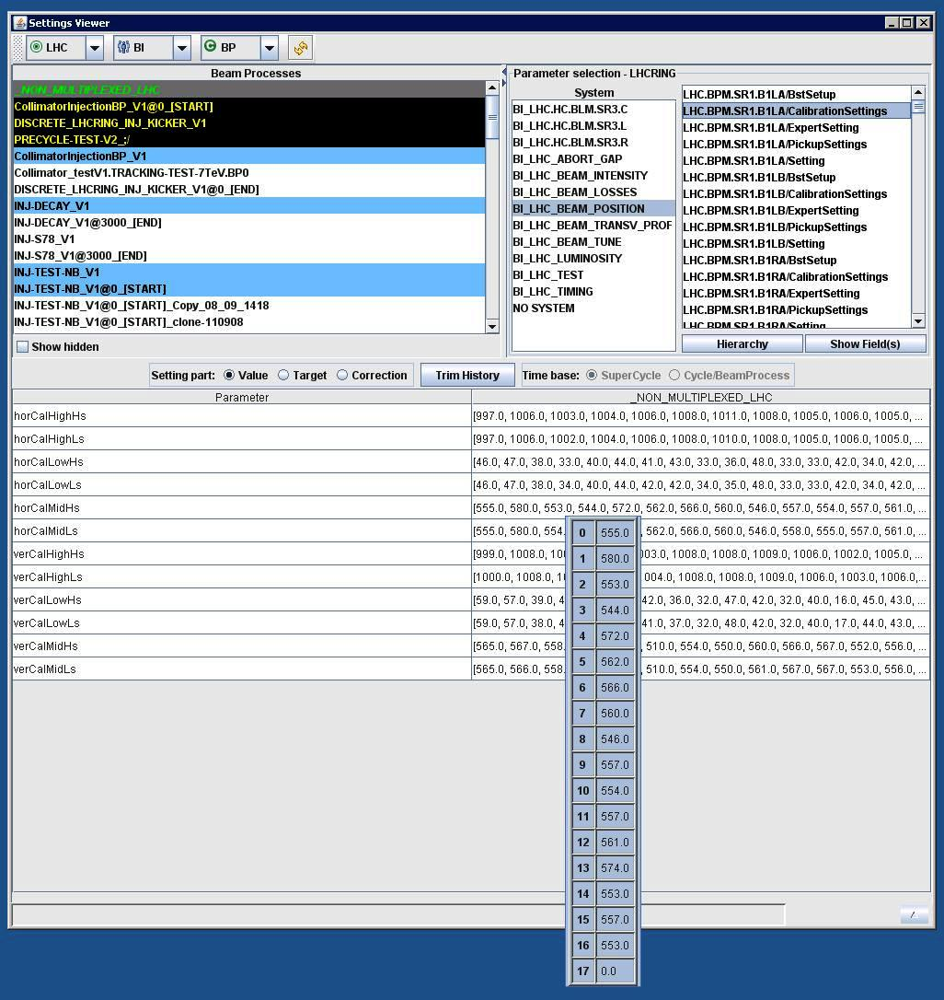 Settings Viewer
LHC BI BP
Beam Processes
_NON_MULTIPLEXED_LHC
CollimatorInjectionBP_V1@0_[START]
DISCRETE_LHCRING_INJ_KICKER_V1
PRECYCLE-TEST-V2_:/
CollimatorInjectionBP_V1
Collimator_testV1.TRACKING-TEST-7TeV.BP0
DISCRETE_LHCRING_INJ_KICKER_V1@0_[END]
INJ-DECAY_V1
INJ-DECAY_V1@3000_[END]
INJ-S78_V1
INJ-S78_V1@3000_[END]
INJ-TEST-NB_V1
INJ-TEST-NB_V1@0_[START]
INJ-TEST-NB_V1@0_[START]_Copy_08_09_1418
INJ-TEST-NB_V1@0_[START]_clone-110908
Show hidden
Parameter selection - LHCRING
System
BI_LHC.HC.BLM.SR3.C
BI_LHC.HC.BLM.SR3.L
BI_LHC.HC.BLM.SR3.R
BI_LHC_ABORT_GAP
BI_LHC_BEAM_INTENSITY
BI_LHC_BEAM_LOSSES
BI_LHC_BEAM_POSITION
BI_LHC_BEAM_TRANSV_PROF
BI_LHC_BEAM_TUNE
BI_LHC_LUMINOSITY
BI_LHC_TEST
BI_LHC_TIMING
NO SYSTEM
LHC.BPM.SR1.B1LA/BstSetup
LHC.BPM.SR1.B1LA/CalibrationSettings
LHC.BPM.SR1.B1LA/ExpertSetting
LHC.BPM.SR1.B1LA/PickupSettings
LHC.BPM.SR1.B1LA/Setting
LHC.BPM.SR1.B1LB/BstSetup
LHC.BPM.SR1.B1LB/CalibrationSettings
LHC.BPM.SR1.B1LB/ExpertSetting
LHC.BPM.SR1.B1LB/PickupSettings
LHC.BPM.SR1.B1LB/Setting
LHC.BPM.SR1.B1RA/BstSetup
LHC.BPM.SR1.B1RA/CalibrationSettings
LHC.BPM.SR1.B1RA/ExpertSetting
LHC.BPM.SR1.B1RA/PickupSettings
LHC.BPM.SR1.B1RA/Setting
Hierarchy Show Field(s)
Setting part: Value Target Correction Trim History Time base: SuperCycle Cycle/BeamProcess
Parameter _NON_MULTIPLEXED_LHC
horCalHighHs [997.0, 1006.0, 1003.0, 1004.0, 1006.0, 1008.0, 1011.0, 1008.0, 1005.0, 1006.0, 1005.0, ...
horCalHighLs [997.0, 1006.0, 1002.0, 1004.0, 1006.0, 1008.0, 1010.0, 1008.0, 1005.0, 1006.0, 1005.0, ...
horCalLowHs [46.0, 47.0, 38.0, 33.0, 40.0, 44.0, 41.0, 43.0, 33.0, 36.0, 48.0, 33.0, 33.0, 42.0, 34.0, 42.0, ...
horCalLowLs [46.0, 47.0, 38.0, 34.0, 40.0, 44.0, 42.0, 42.0, 34.0, 35.0, 48.0, 33.0, 33.0, 42.0, 34.0, 42.0, ...
horCalMidHs [555.0, 580.0, 553.0, 544.0, 572.0, 562.0, 566.0, 560.0, 546.0, 557.0, 554.0, 557.0, 561.0, ...
horCalMidLs [555.0, 580.0, 554. , 562.0, 566.0, 560.0, 546.0, 558.0, 555.0, 557.0, 561.0, ...
verCalHighHs [999.0, 1008.0, 10 003.0, 1008.0, 1008.0, 1009.0, 1006.0, 1002.0, 1005.0, ...
verCalHighLs [1000.0, 1008.0, 1 004.0, 1008.0, 1008.0, 1009.0, 1006.0, 1003.0, 1006.0,...
verCalLowHs [59.0, 57.0, 39.0, 4 42.0, 36.0, 32.0, 47.0, 42.0, 32.0, 40.0, 16.0, 45.0, 43.0, ...
verCalLowLs [59.0, 57.0, 38.0, 4 41.0, 37.0, 32.0, 48.0, 42.0, 32.0, 40.0, 17.0, 44.0, 43.0, ...
verCalMidHs [565.0, 567.0, 558. , 510.0, 554.0, 550.0, 560.0, 566.0, 567.0, 552.0, 556.0, ...
verCalMidLs [565.0, 566.0, 558. , 510.0, 554.0, 550.0, 561.0, 567.0, 567.0, 553.0, 556.0, ...
0 555.0
1 580.0
2 553.0
3 544.0
4 572.0
5 562.0
6 566.0
7 560.0
8 546.0
9 557.0
10 554.0
11 557.0
12 561.0
13 574.0
14 553.0
15 557.0
16 553.0
17 0.0